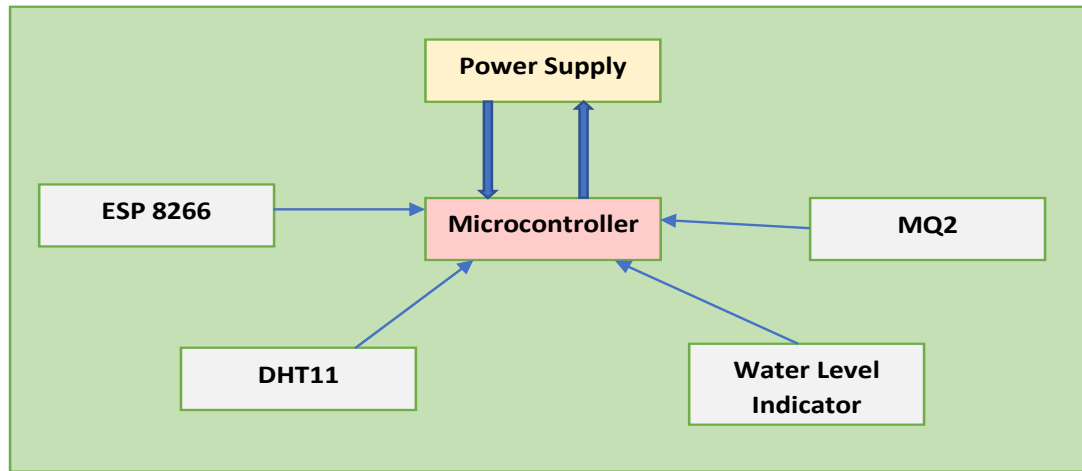 Power Supply
ESP 8266
Microcontroller
MQ2
DHT11
Water Level
Indicator